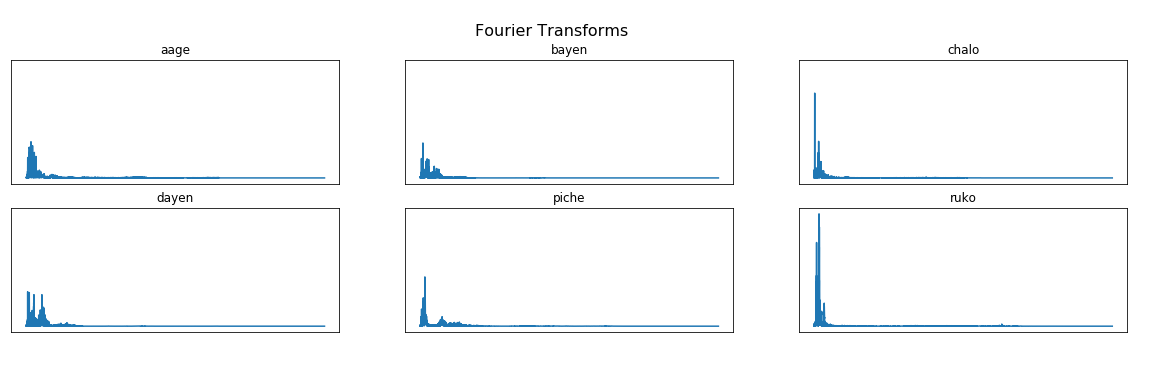 Fourier Transforms
aage
bayen
chalo
dayen
piche
ruko